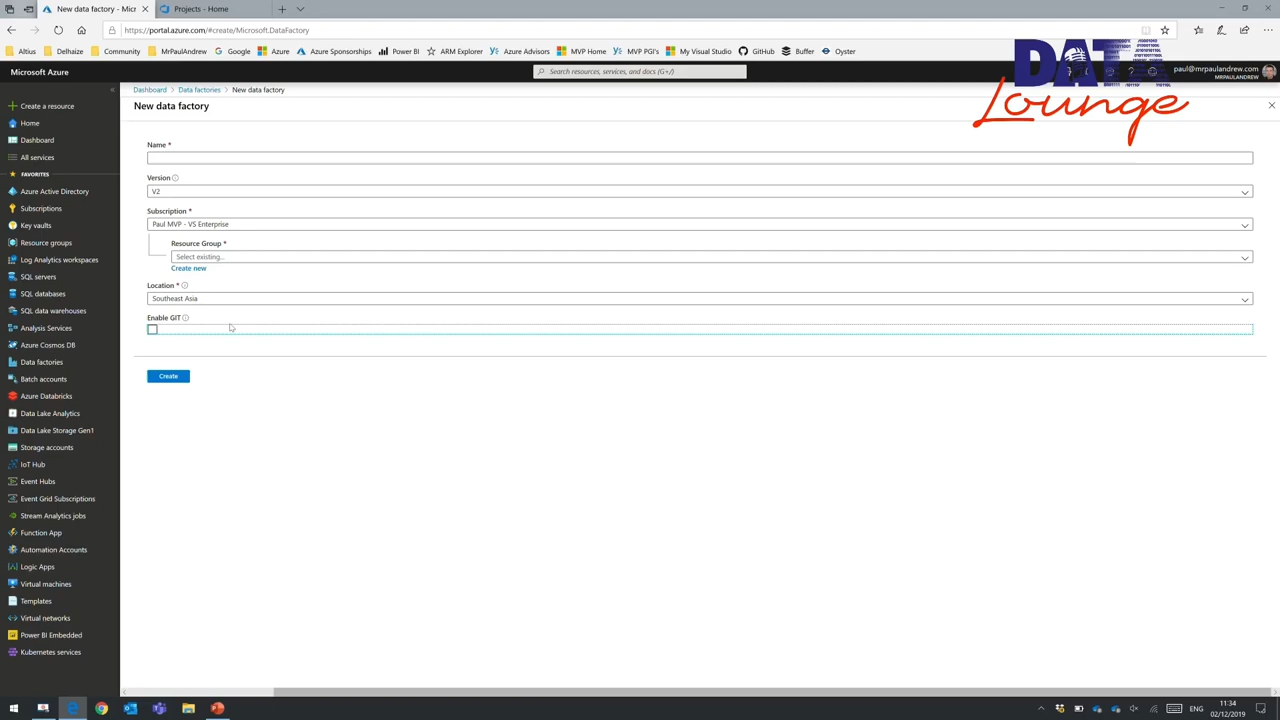 New data factory - Micr
Projects - Home
https://portal.azure.com/#create/Microsoft.DataFactory
Altius
Delhaize
Community
MrPaulAndrew
Google
Azure
Azure Sponsorships
Power BI
ARM Explorer
Azure Advisors
MVP Home
MVP PGI's
My Visual Studio
GitHub
Buffer
Oyster
Microsoft Azure
Search resources, services, and docs (G+/)
paul@mrpaulandrew.com
MRPAULANDREW
DATA
Lounge
Create a resource
Home
Dashboard
All services
FAVORITES
Azure Active Directory
Subscriptions
Key vaults
Resource groups
Log Analytics workspaces
SQL servers
SQL databases
SQL data warehouses
Analysis Services
Azure Cosmos DB
Data factories
Batch accounts
Azure Databricks
Data Lake Analytics
Data Lake Storage Gen1
Storage accounts
IoT Hub
Event Hubs
Event Grid Subscriptions
Stream Analytics jobs
Function App
Automation Accounts
Logic Apps
Virtual machines
Templates
Virtual networks
Power BI Embedded
Kubernetes services
Dashboard > Data factories > New data factory
New data factory
Name *
Version
V2
Subscription *
Paul MVP - VS Enterprise
Resource Group *
Select existing...
Create new
Location *
Southeast Asia
Enable GIT
Create
ENG
11:34
02/12/2019